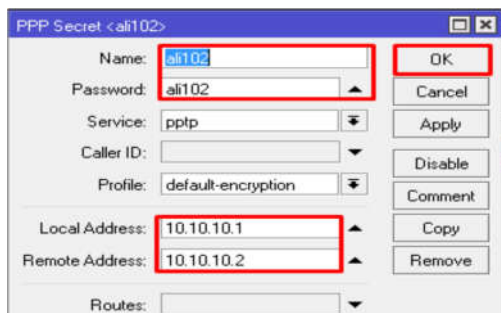 PPP Secret <ali102>
Name: ali102
OK
Password: ali102
Cancel
Service: pptp
Apply
Caller ID:
Disable
Profile: default-encryption
Comment
Local Address: 10.10.10.1
Copy
Remote Address: 10.10.10.2
Remove
Routes: